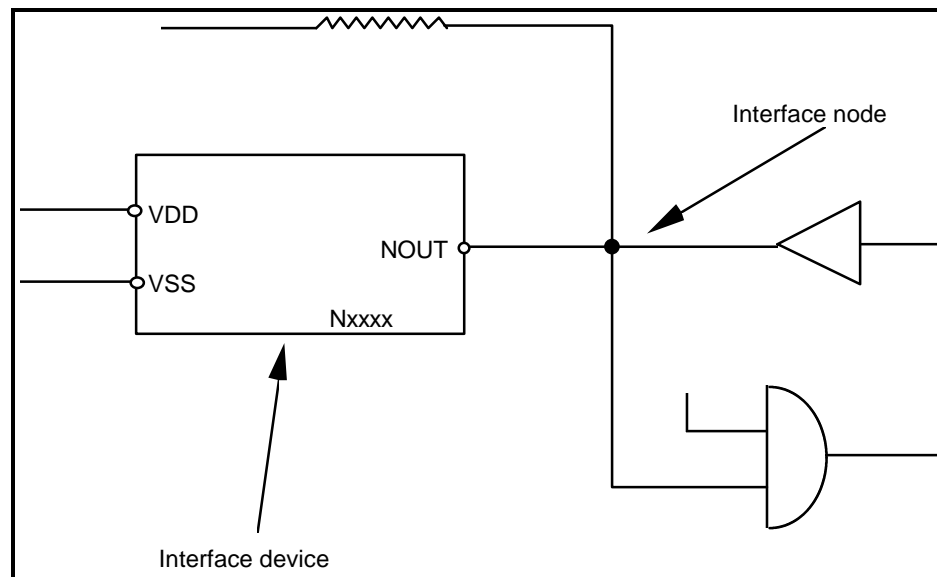 Interface node
VDD
NOUT
VSS
Nxxxx
Interface device